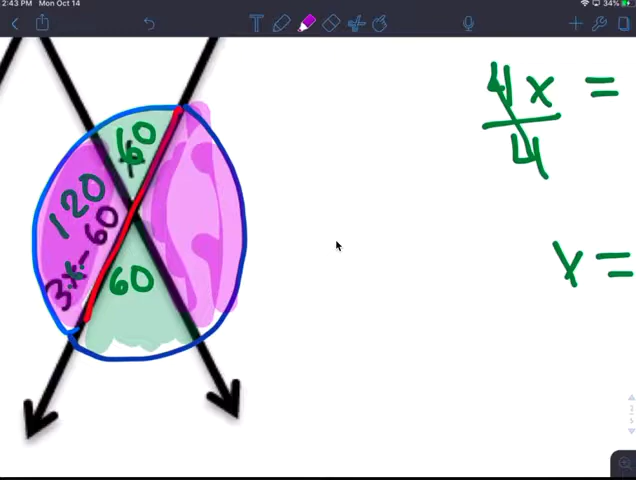 2:43 PM Mon Oct 14
34%
60
120
3x-60
60
4x =
4
x =